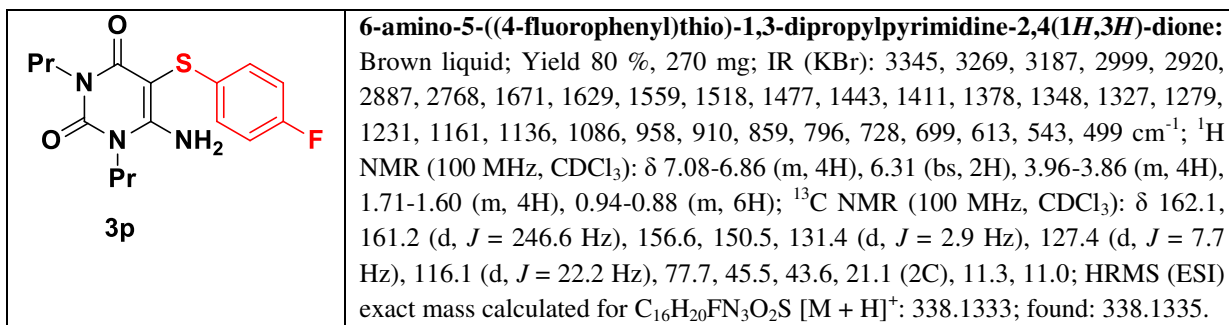 O
Pr
N
S
O
N
NH2
F
Pr
3p
6-amino-5-((4-fluorophenyl)thio)-1,3-dipropylpyrimidine-2,4(1H,3H)-dione:
Brown liquid; Yield 80 %, 270 mg; IR (KBr): 3345, 3269, 3187, 2999, 2920,
2887, 2768, 1671, 1629, 1559, 1518, 1477, 1443, 1411, 1378, 1348, 1327, 1279,
1231, 1161, 1136, 1086, 958, 910, 859, 796, 728, 699, 613, 543, 499 cm-1; 1H
NMR (100 MHz, CDCl3): δ 7.08-6.86 (m, 4H), 6.31 (bs, 2H), 3.96-3.86 (m, 4H),
1.71-1.60 (m, 4H), 0.94-0.88 (m, 6H); 13C NMR (100 MHz, CDCl3): δ 162.1,
161.2 (d, J = 246.6 Hz), 156.6, 150.5, 131.4 (d, J = 2.9 Hz), 127.4 (d, J = 7.7
Hz), 116.1 (d, J = 22.2 Hz), 77.7, 45.5, 43.6, 21.1 (2C), 11.3, 11.0; HRMS (ESI)
exact mass calculated for C16H20FN3O2S [M + H]+: 338.1333; found: 338.1335.